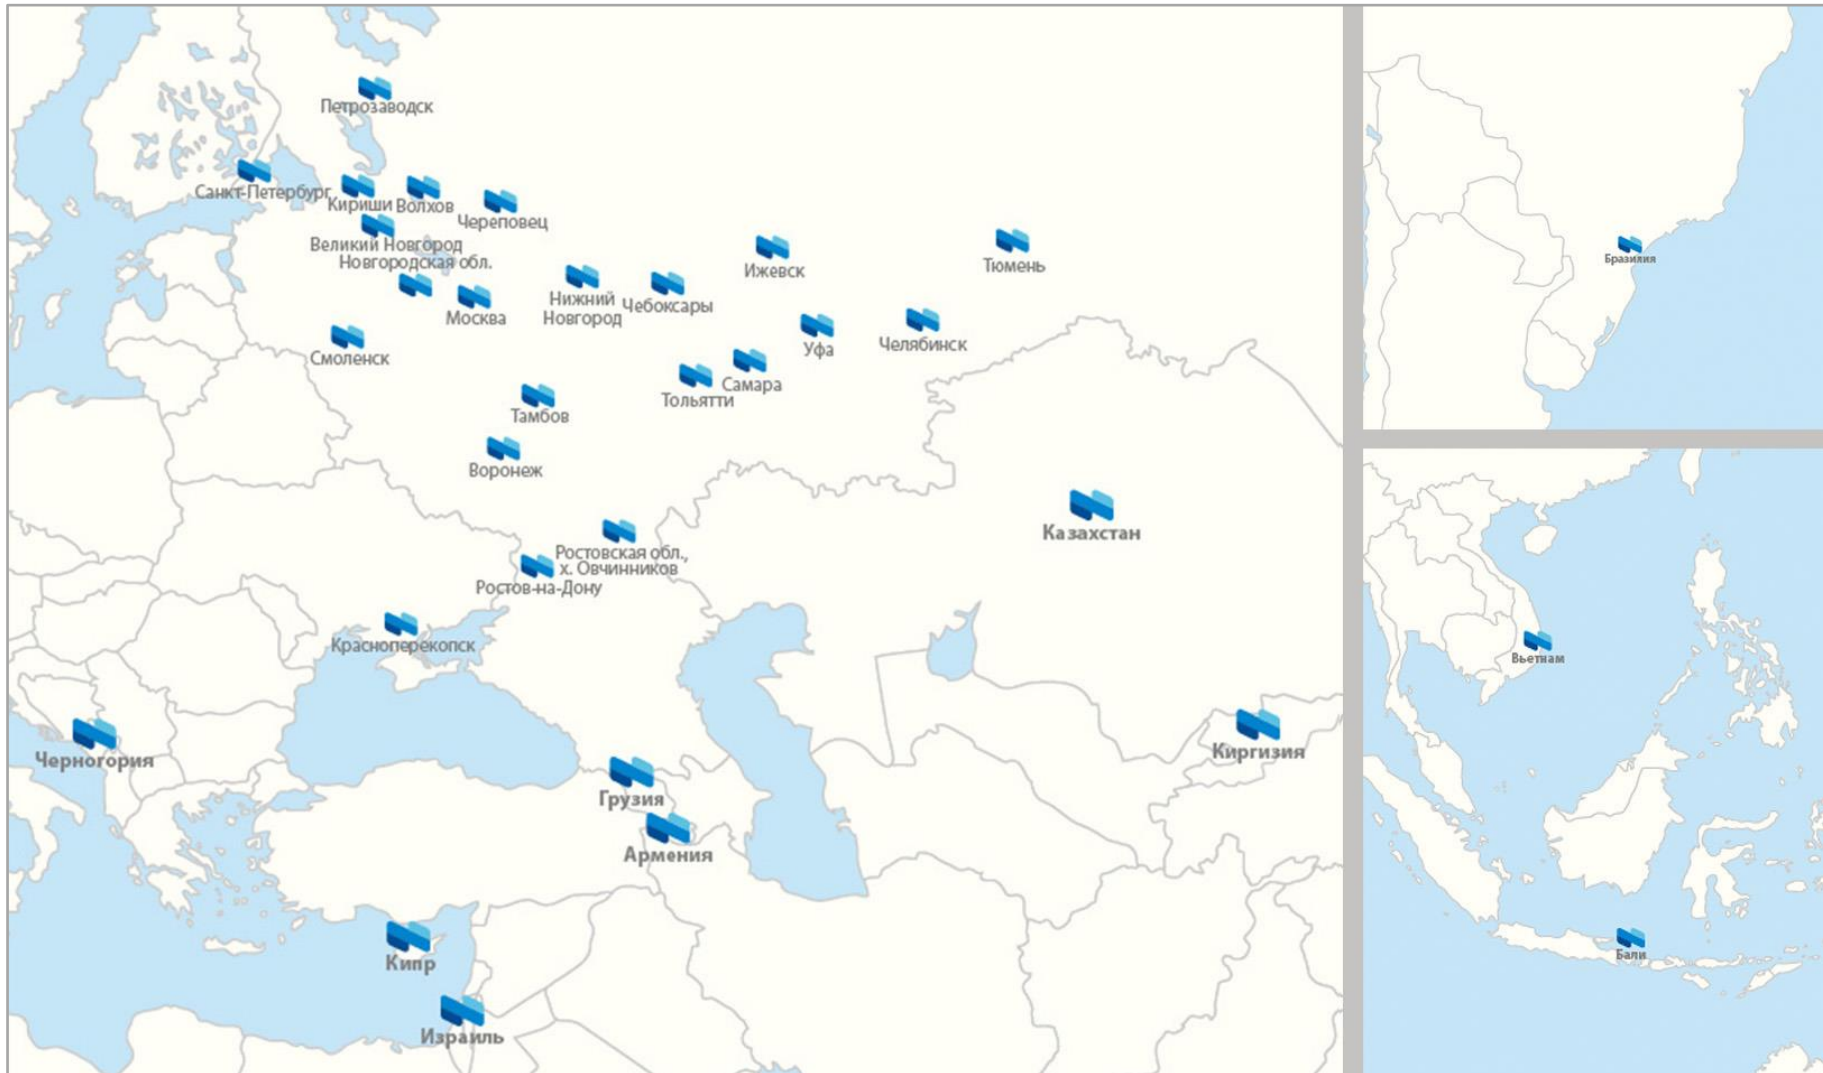 Петрозаводск
Санкт-Петербург
Кириши
Волхов
Череповец
Великий Новгород
Новгородская обл.
Москва
Нижний
Новгород
Чебоксары
Ижевск
Тюмень
Смоленск
Уфа
Челябинск
Самара
Тольятти
Тамбов
Воронеж
Казахстан
Ростовская обл.,
х. Овчинников
Ростов-на-Дону
Красноперекопск
Черногория
Киргизия
Грузия
Армения
Кипр
Израиль
Бразилия
Вьетнам
Бали